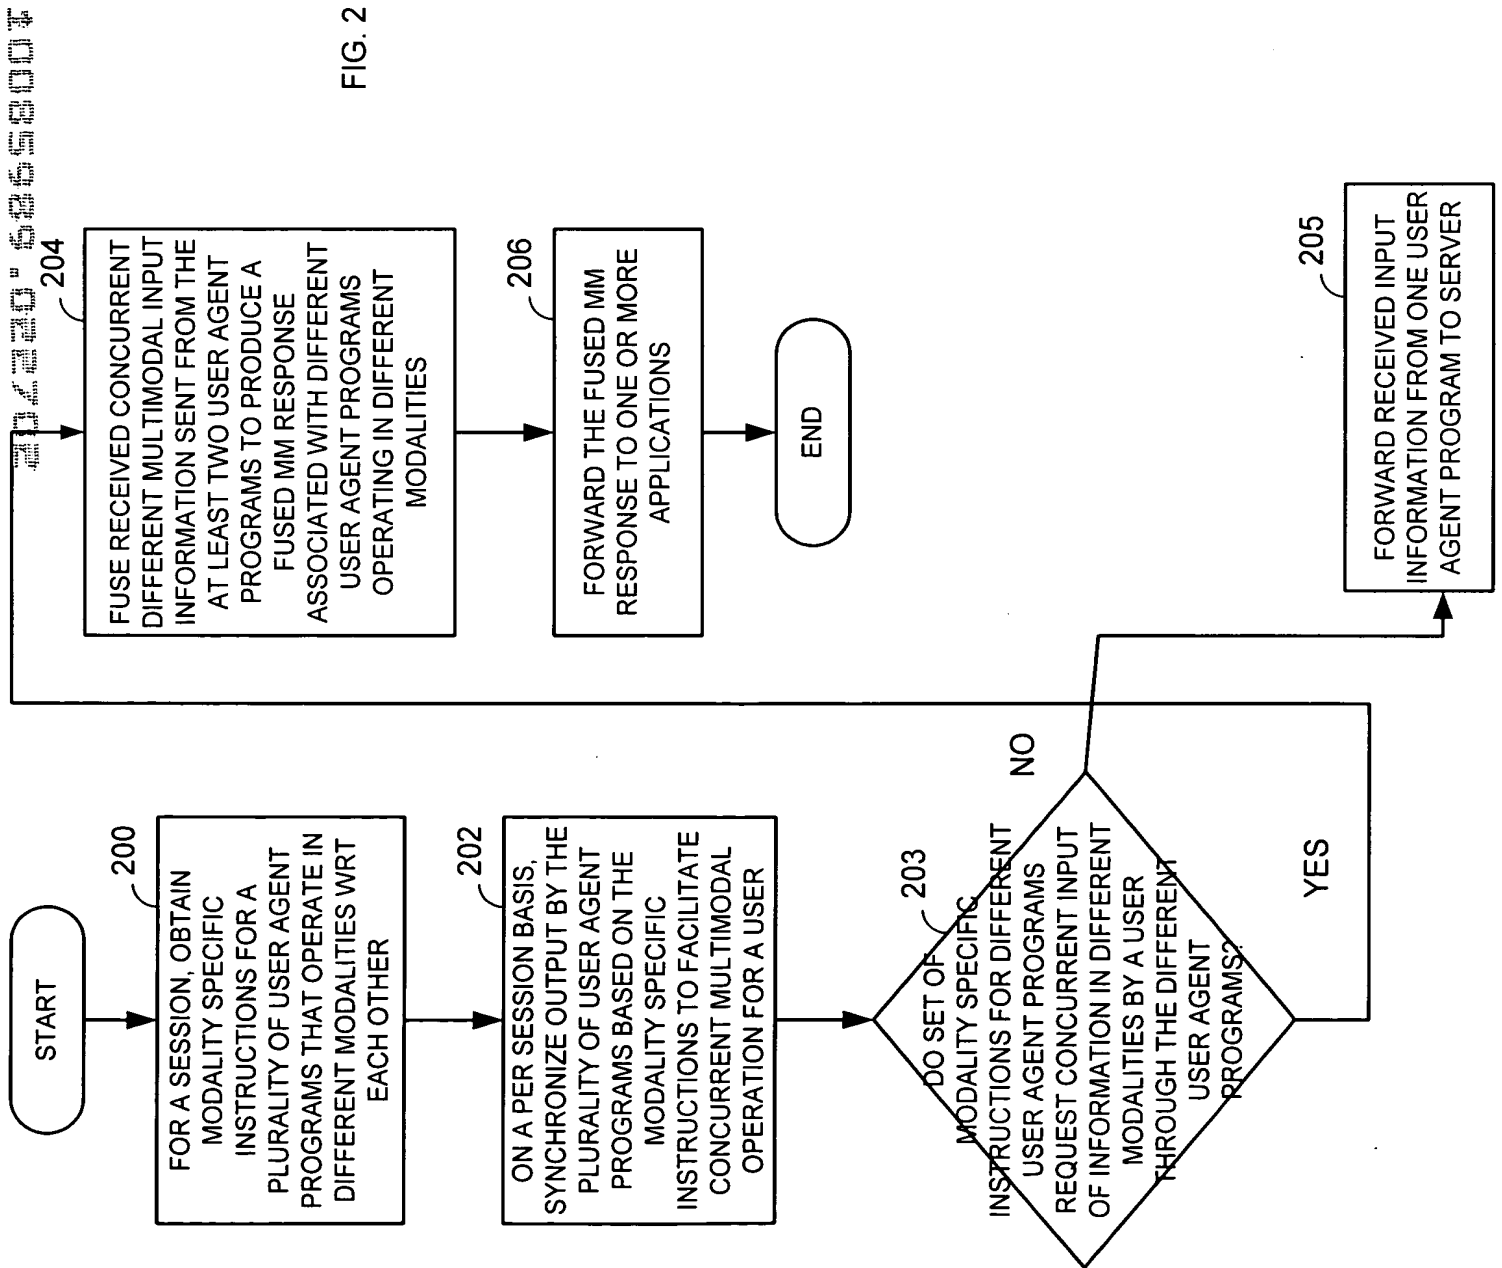 START
200
FOR A SESSION, OBTAIN
MODALITY SPECIFIC
INSTRUCTIONS FOR A
PLURALITY OF USER AGENT
PROGRAMS THAT OPERATE IN
DIFFERENT MODALITIES WRT
EACH OTHER
202
ON A PER SESSION BASIS,
SYNCHRONIZE OUTPUT BY THE
PLURALITY OF USER AGENT
PROGRAMS BASED ON THE
MODALITY SPECIFIC
INSTRUCTIONS TO FACILITATE
CONCURRENT MULTIMODAL
OPERATION FOR A USER
203
DO SET OF
MODALITY SPECIFIC
INSTRUCTIONS FOR DIFFERENT
USER AGENT PROGRAMS
REQUEST CONCURRENT INPUT
OF INFORMATION IN DIFFERENT
MODALITIES BY A USER
THROUGH THE DIFFERENT
USER AGENT
PROGRAMS?
NO
YES
204
FUSE RECEIVED CONCURRENT
DIFFERENT MULTIMODAL INPUT
INFORMATION SENT FROM THE
AT LEAST TWO USER AGENT
PROGRAMS TO PRODUCE A
FUSED MM RESPONSE
ASSOCIATED WITH DIFFERENT
USER AGENT PROGRAMS
OPERATING IN DIFFERENT
MODALITIES
206
FORWARD THE FUSED MM
RESPONSE TO ONE OR MORE
APPLICATIONS
END
205
FORWARD RECEIVED INPUT
INFORMATION FROM ONE USER
AGENT PROGRAM TO SERVER
FIG. 2